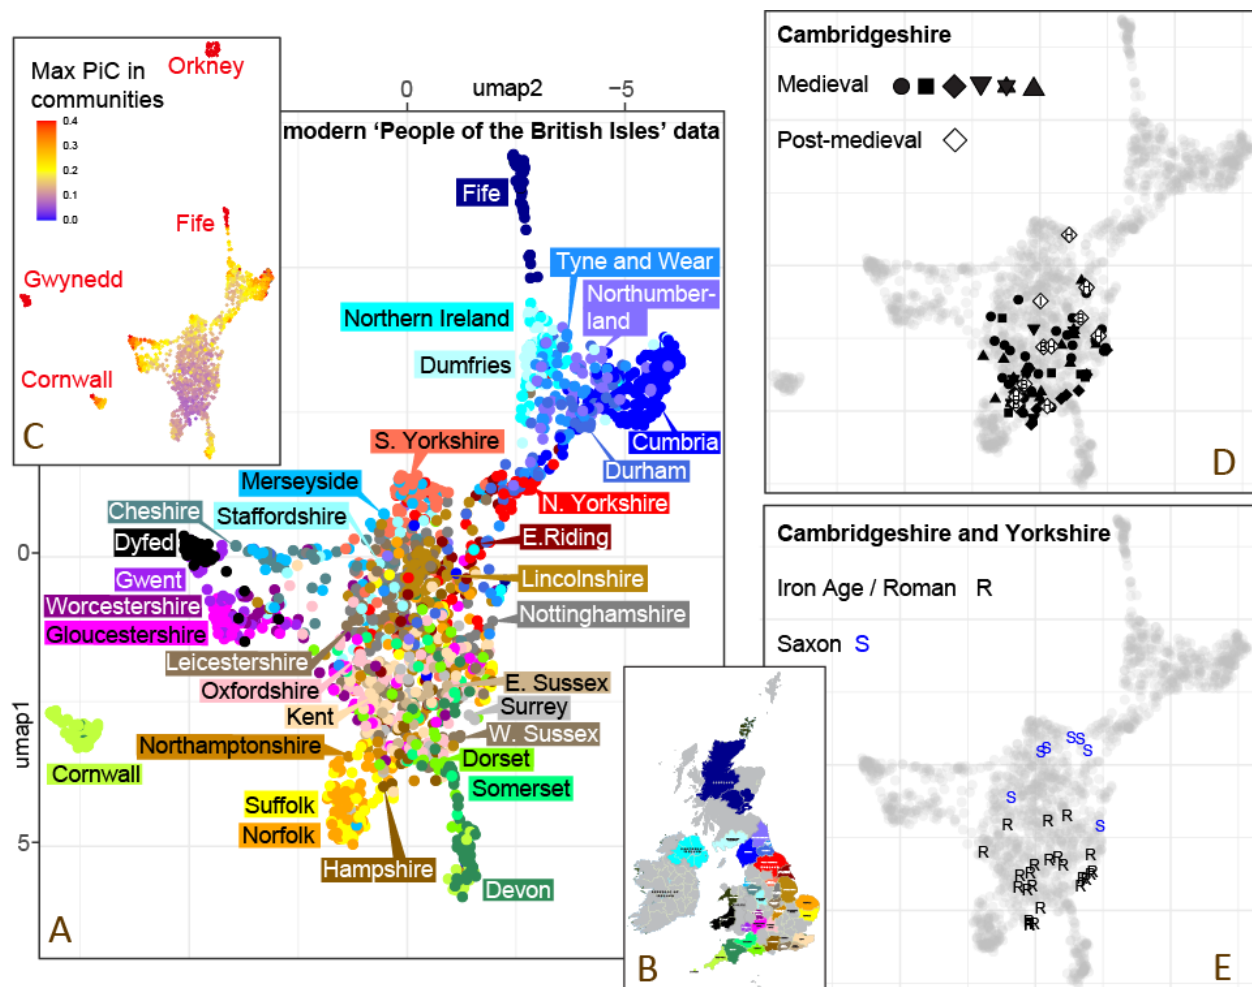 Max PiC in
communities
0.4
0.3
0.2
0.1
0.0
Orkney
Fife
Gwynedd
Cornwall
C
0
umap2
−5
modern ‘People of the British Isles’ data
Fife
Tyne and Wear
Northumber-
land
Northern Ireland
Dumfries
S. Yorkshire
Cumbria
Durham
Merseyside
N. Yorkshire
Cheshire
Staffordshire
Dyfed
E.Riding
Gwent
Lincolnshire
Worcestershire
Nottinghamshire
Gloucestershire
Leicestershire
Oxfordshire
E. Sussex
Kent
Surrey
W. Sussex
Northamptonshire
Dorset
Cornwall
Somerset
Suffolk
Norfolk
Hampshire
Devon
0
umap1
5
A
B
Cambridgeshire
Medieval
Post-medieval
D
Cambridgeshire and Yorkshire
Iron Age / Roman R
Saxon S
S S S S S S
S
S
R R R R R R R R R R R R R R R R R R R R R R
E